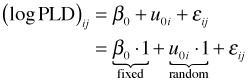 (log PLD)ᵢⱼ = β₀ + u₀ᵢ + εᵢⱼ
= β₀ · 1 + u₀ᵢ · 1 + εᵢⱼ
fixed random